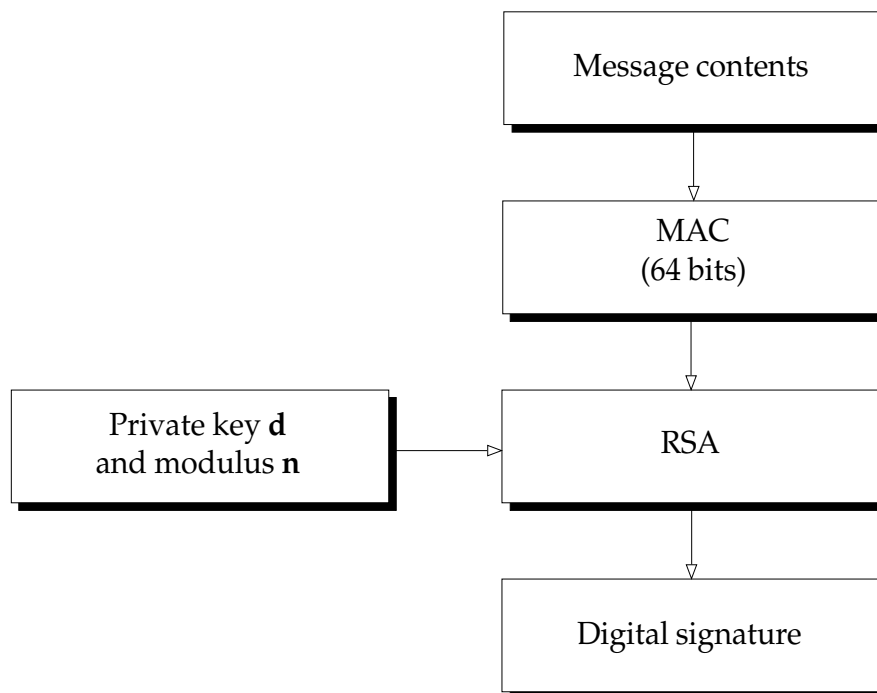 Message contents
MAC
(64 bits)
Private key d
and modulus n
RSA
Digital signature